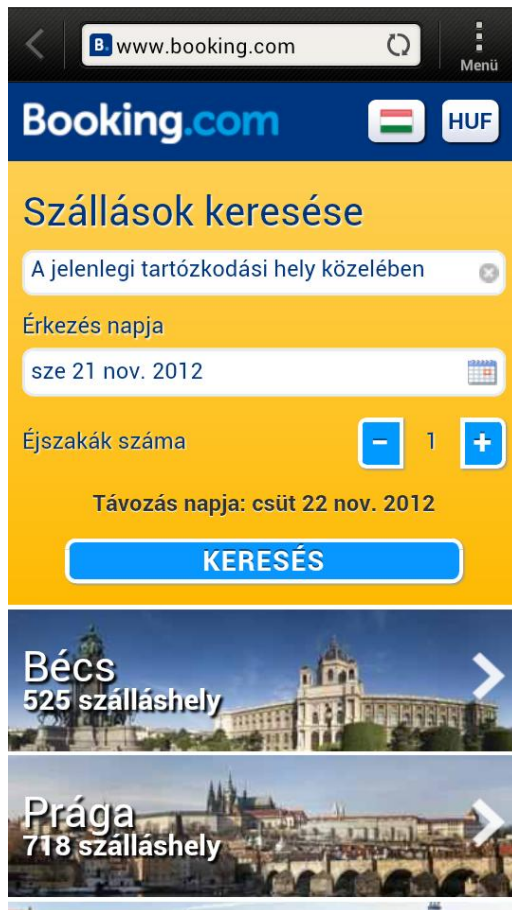 B. www.booking.com
Menü
Booking.com
HUF
Szállások keresése
A jelenlegi tartózkodási hely közelében
Érkezés napja
sze 21 nov. 2012
Éjszakák száma
- 1 +
Távozás napja: csüt 22 nov. 2012
KERESÉS
Bécs
525 szálláshely
Prága
718 szálláshely